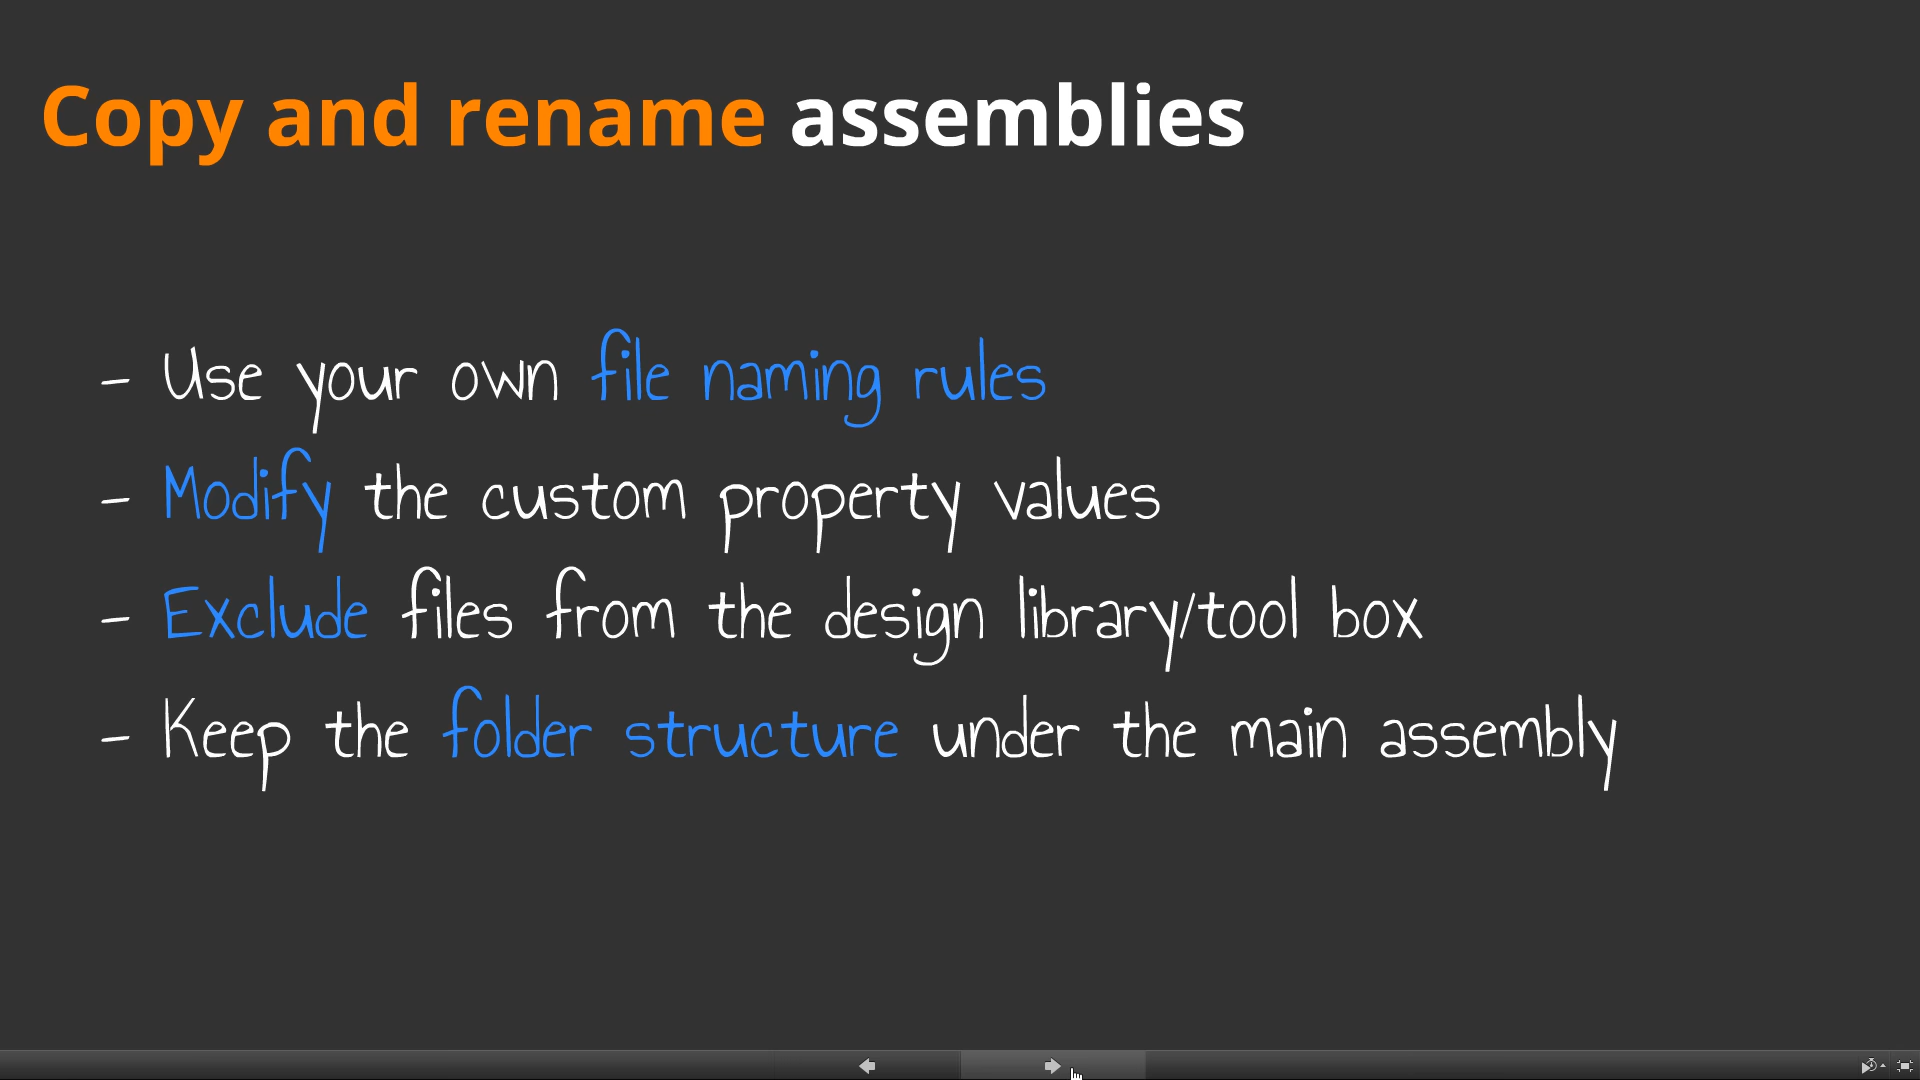 Copy and rename assemblies
- Use your own file naming rules
- Modify the custom property values
- Exclude files from the design library/tool box
- Keep the folder structure under the main assembly